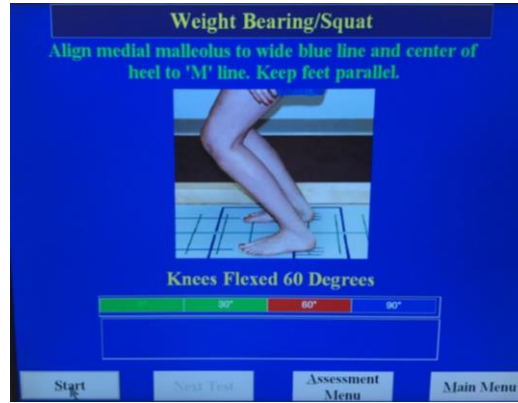 Weight Bearing/Squat
Align medial malleolus to wide blue line and center of
heel to 'M' line. Keep feet parallel.
Knees Flexed 60 Degrees
30° 60° 90°
Start Next Test Assessment Main Menu
Menu